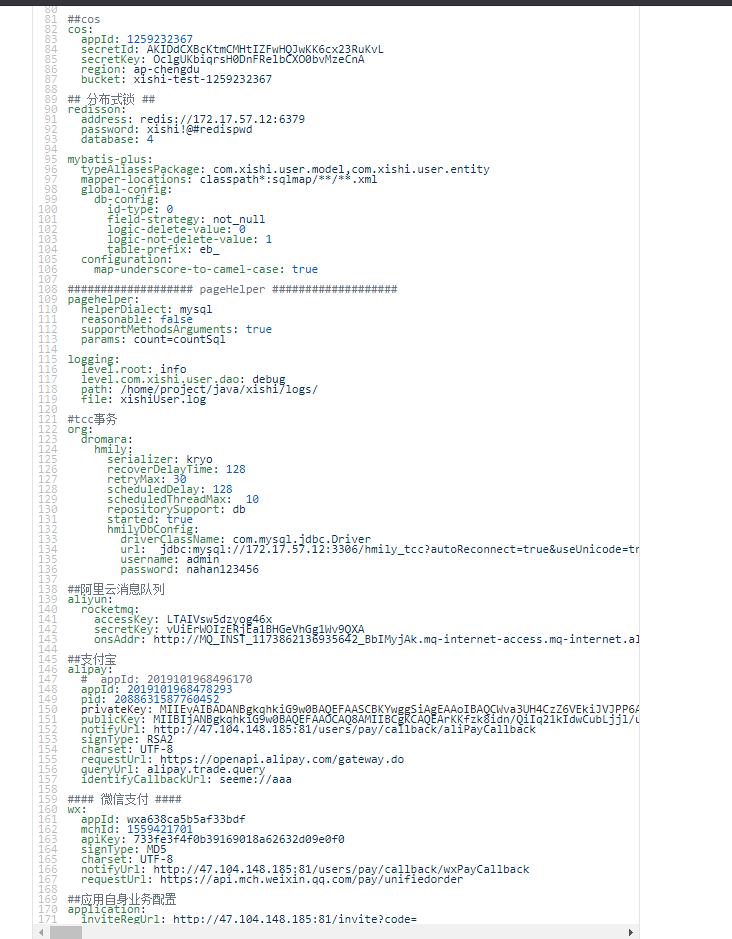 80
81 ##cos
82 cos:
83 appId: 1259232367
84 secretId:
85 secretKey:
86 region: ap-chengdu
87 bucket: xishi-test-1259232367
88
89 ## 分布式锁 ##
90 redisson:
91 address: redis://172.17.57.12:6379
92 password: xishi!@#redispwd
93 database: 4
94
95 mybatis-plus:
96 typeAliasesPackage: com.xishi.user.model,com.xishi.user.entity
97 mapper-locations: classpath*:sqlmap/**/**.xml
98 global-config:
99 db-config:
100 id-type: 0
101 field-strategy: not_null
102 logic-delete-value: 0
103 logic-not-delete-value: 1
104 table-prefix: eb_
105 configuration:
106 map-underscore-to-camel-case: true
107
108 ################### pageHelper ###################
109 pagehelper:
110 helperDialect: mysql
111 reasonable: false
112 supportMethodsArguments: true
113 params: count=countSql
114
115 logging:
116 level.root: info
117 level.com.xishi.user.dao: debug
118 path: /home/project/java/xishi/logs/
119 file: xishiUser.log
120
121 #tcc事务
122 org:
123 dromara:
124 hmily:
125 serializer: kryo
126 recoverDelayTime: 128
127 retryMax: 30
128 scheduledDelay: 128
129 scheduledThreadMax: 10
130 repositorySupport: db
131 started: true
132 hmilyDbConfig:
133 driverClassName: com.mysql.jdbc.Driver
134 url: jdbc:mysql://172.17.57.12:3306/hmily_tcc?autoReconnect=true&useUnicode=tr
135 username: admin
136 password: nahan123456
137
138 ##阿里云消息队列
139 aliyun:
140 rocketmq:
141 accessKey:
142 secretKey:
143 onsAddr:
144
145 ##支付宝
146 alipay:
147 # appId: 2019101968496170
148 appId: 2019101968478293
149 pid: 2088631587760452
150 privateKey:
151 publicKey:
152 notifyUrl: http://47.104.148.185:81/users/pay/callback/aliPayCallback
153 signType: RSA2
154 charset: UTF-8
155 requestUrl: https://openapi.alipay.com/gateway.do
156 queryUrl: alipay.trade.query
157 identifyCallbackUrl: seeme://aaa
158
159 #### 微信支付 ####
160 wx:
161 appId: wxa638ca5b5af33bdf
162 mchId: 1559421701
163 apiKey: 733fe3f4f0b39169018a62632d09e0f0
164 signType: MD5
165 charset: UTF-8
166 notifyUrl: http://47.104.148.185:81/users/pay/callback/wxPayCallback
167 requestUrl: https://api.mch.weixin.qq.com/pay/unifiedorder
168
169 ##应用自身业务配置
170 application:
171 inviteRegUrl: http://47.104.148.185:81/invite?code=